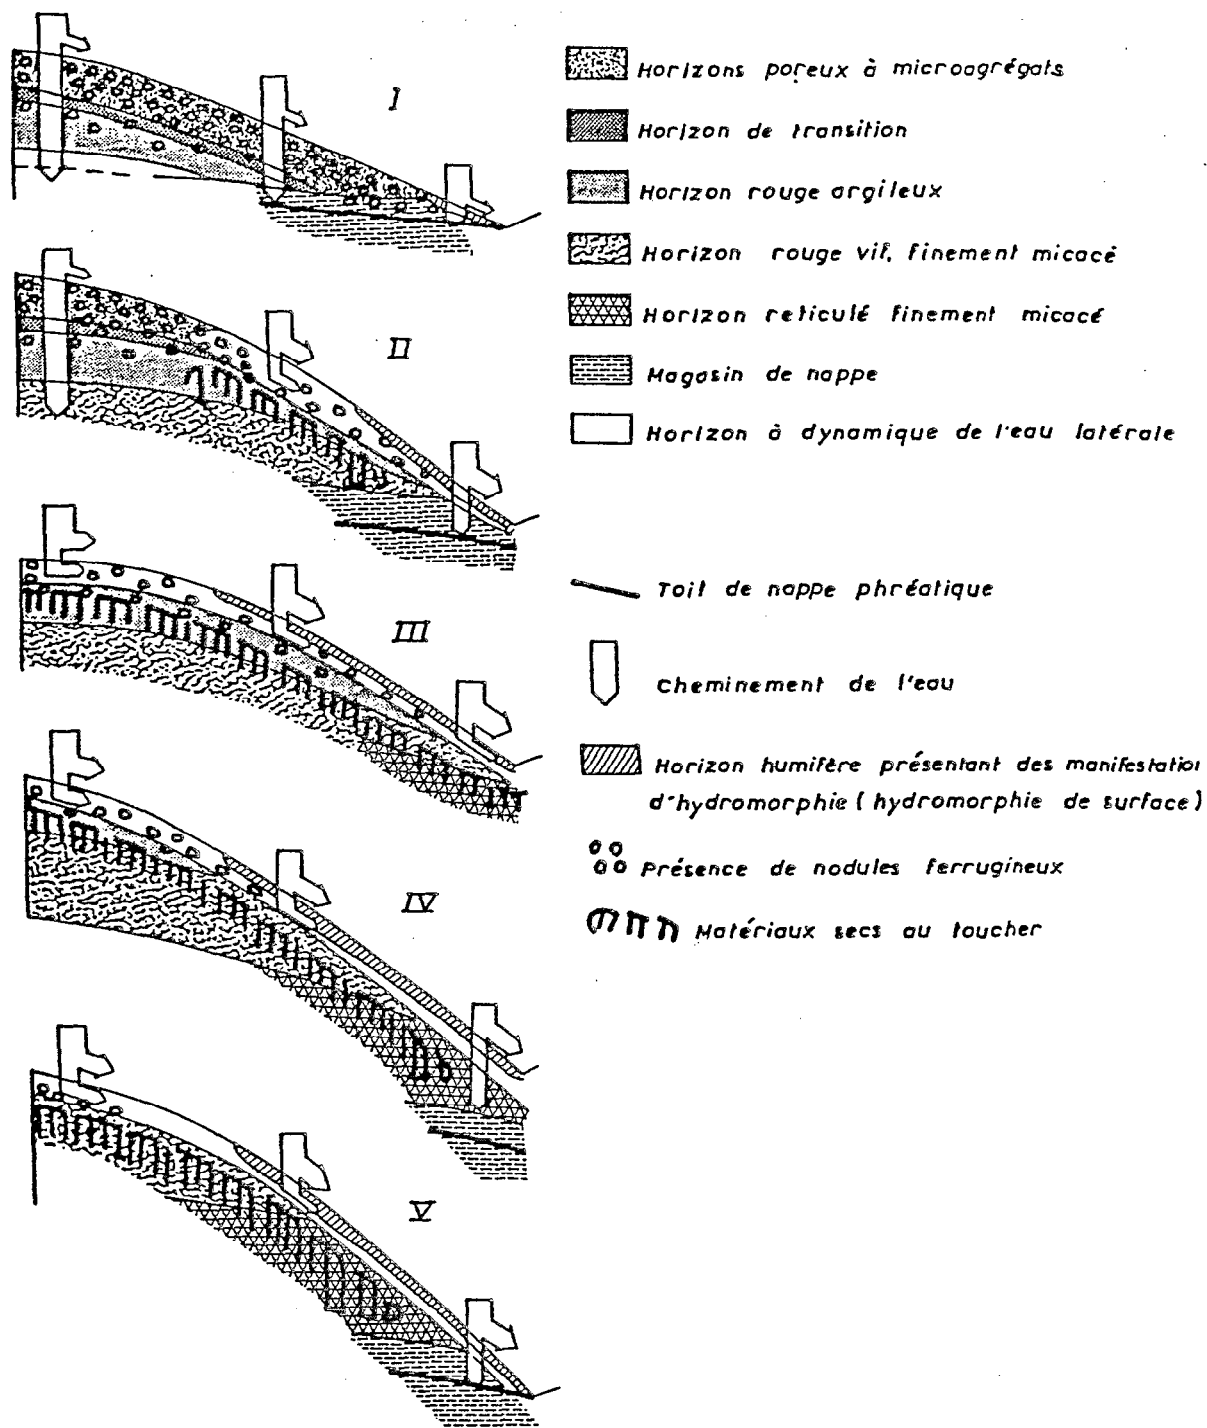 I
II
III
IV
V
Horizons poreux à microagrégats
Horizon de transition
Horizon rouge argileux
Horizon rouge vif, finement micacé
Horizon reticulé finement micacé
Magasin de nappe
Horizon à dynamique de l'eau latérale
Toit de nappe phréatique
Cheminement de l'eau
Horizon humifère présentant des manifestation
d'hydromorphie (hydromorphie de surface)
Présence de nodules ferrugineux
Matériaux secs au toucher